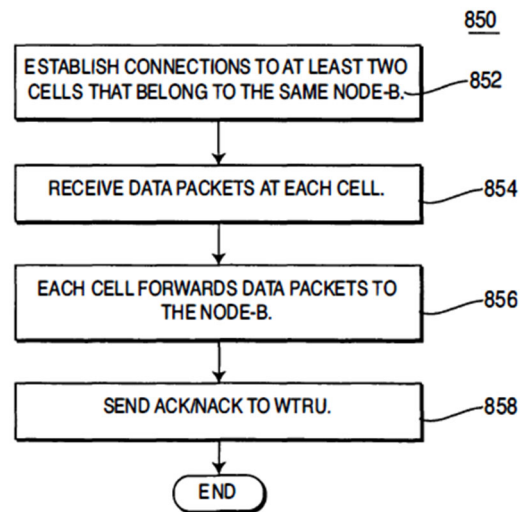 850
ESTABLISH CONNECTIONS TO AT LEAST TWO
CELLS THAT BELONG TO THE SAME NODE-B.
852
RECEIVE DATA PACKETS AT EACH CELL.
854
EACH CELL FORWARDS DATA PACKETS TO
THE NODE-B.
856
SEND ACK/NACK TO WTRU.
858
END